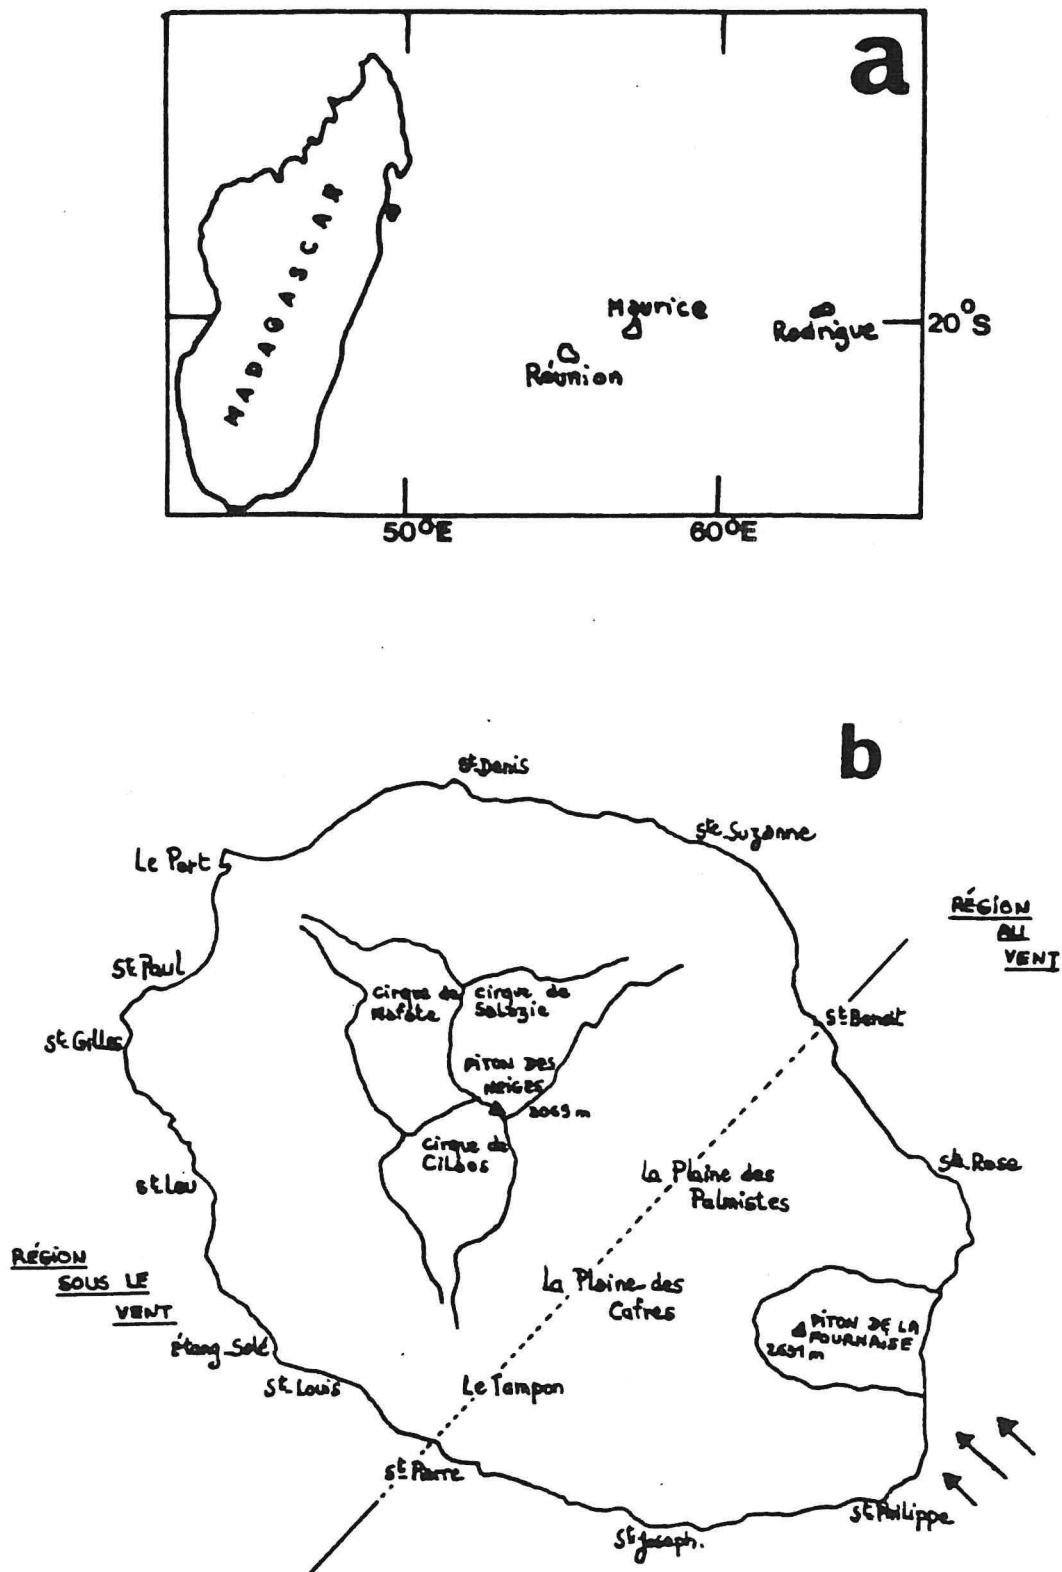 a
MADAGASCAR
Maurice
Rodrigue
20°S
Réunion
50°E
60°E
b
St Denis
Ste Suzanne
Le Port
RÉGION
AU
VENT
St Paul
Cirque de
Mafate
Cirque de
Salazie
St Benoit
St Gilles
PITON DES
NEIGES
3069 m
Cirque de
Cilaos
Ste Rose
St Leu
La Plaine des
Palmistes
RÉGION
SOUS LE
VENT
La Plaine des
Cafres
PITON DE LA
FOURNAISE
2631 m
Étang Salé
St Louis
Le Tampon
St Pierre
St Philippe
St Joseph.